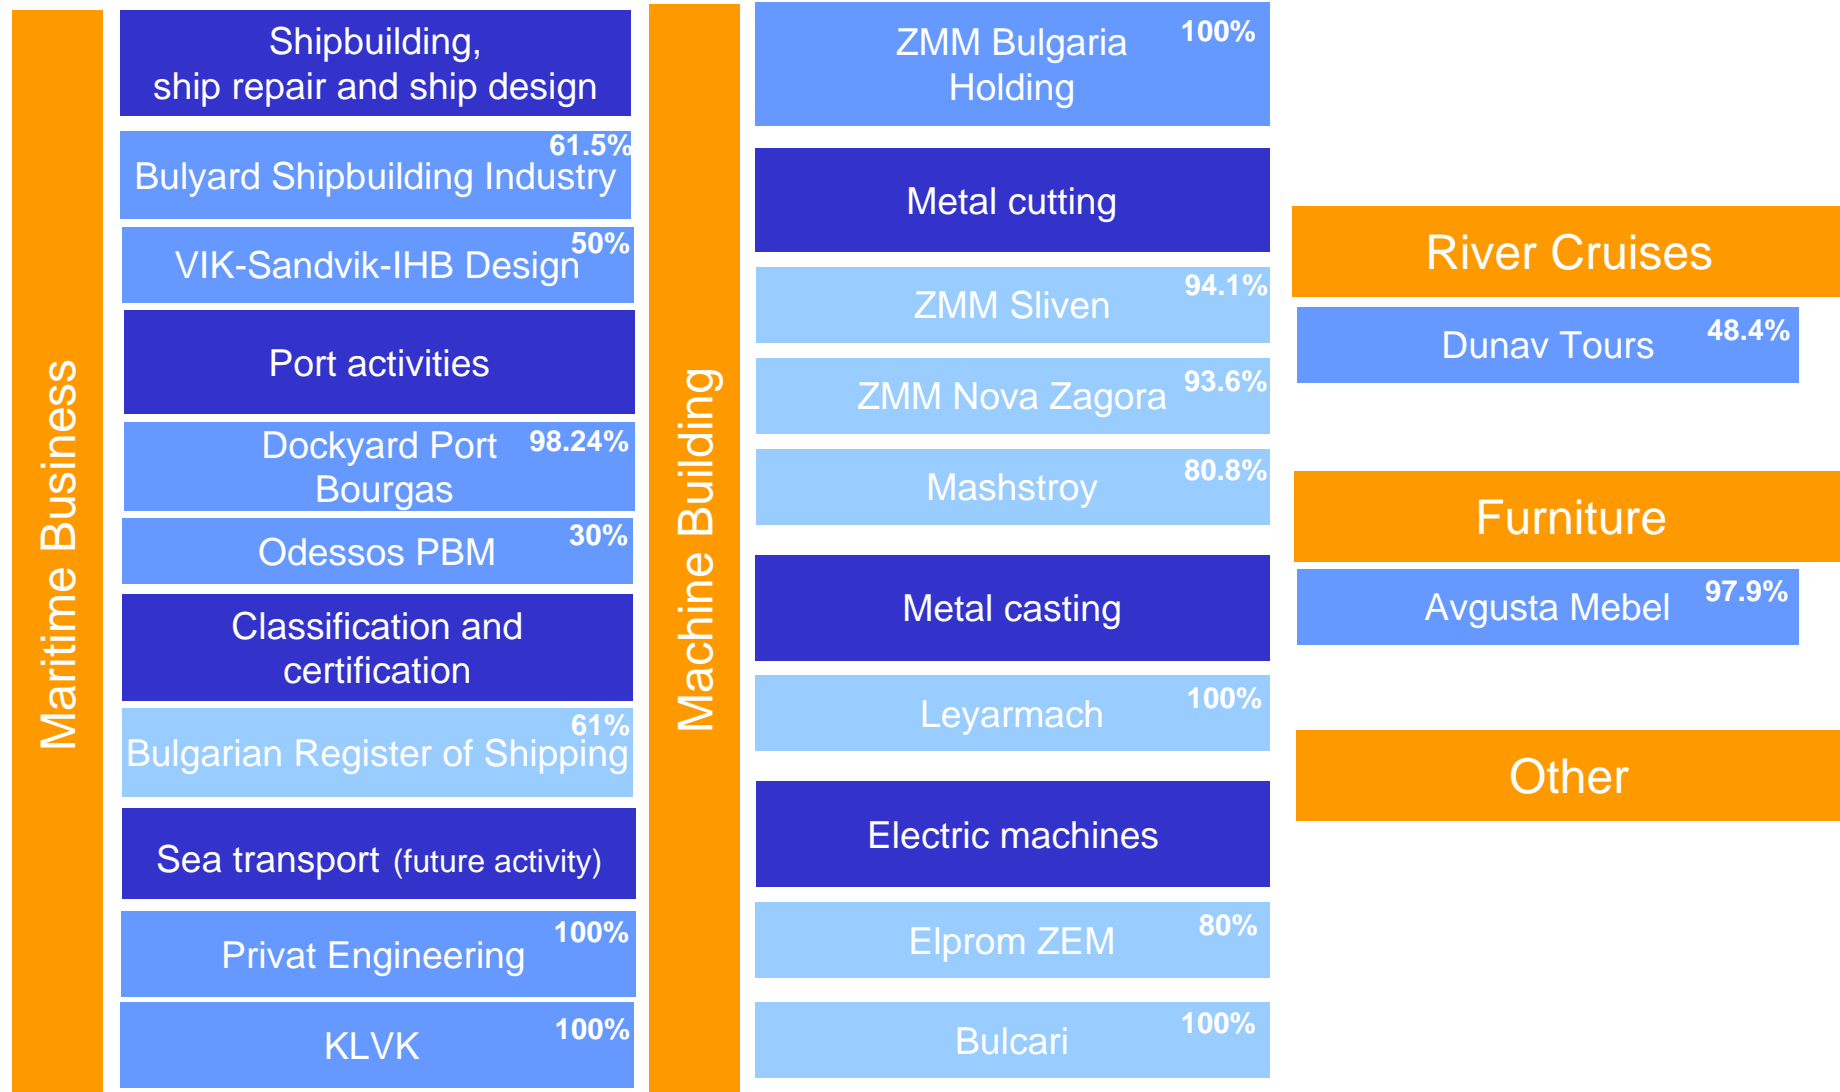 Maritime Business
Shipbuilding,
ship repair and ship design
61.5%
Bulyard Shipbuilding Industry
50%
VIK-Sandvik-IHB Design
Port activities
Dockyard Port 98.24%
Bourgas
30%
Odessos PBM
Classification and
certification
61%
Bulgarian Register of Shipping
Sea transport (future activity)
100%
Privat Engineering
100%
KLVK
Machine Building
ZMM Bulgaria 100%
Holding
Metal cutting
94.1%
ZMM Sliven
93.6%
ZMM Nova Zagora
80.8%
Mashstroy
Metal casting
100%
Leyarmach
Electric machines
80%
Elprom ZEM
100%
Bulcari
River Cruises
48.4%
Dunav Tours
Furniture
97.9%
Avgusta Mebel
Other